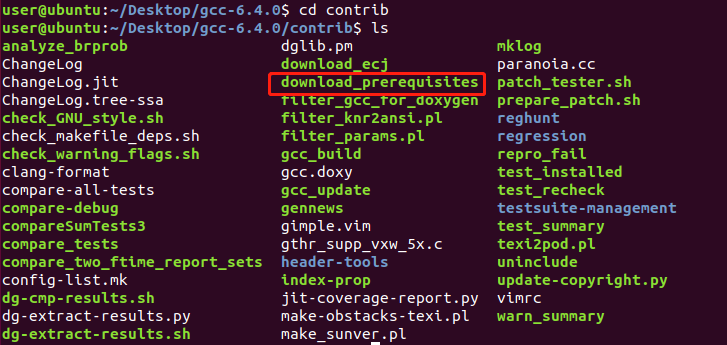 user@ubuntu:~/Desktop/gcc-6.4.0$ cd contrib
user@ubuntu:~/Desktop/gcc-6.4.0/contrib$ ls
analyze_brprob dglib.pm mklog
ChangeLog download_ecj paranoia.cc
ChangeLog.jit download_prerequisites patch_tester.sh
ChangeLog.tree-ssa filter_gcc_for_doxygen prepare_patch.sh
check_GNU_style.sh filter_knr2ansi.pl reghunt
check_makefile_deps.sh filter_params.pl regression
check_warning_flags.sh gcc_build repro_fail
clang-format gcc.doxy test_installed
compare-all-tests gcc_update test_recheck
compare-debug gennews testsuite-management
compareSumTests3 gimple.vim test_summary
compare_tests gthr_supp_vxw_5x.c texi2pod.pl
compare_two_ftime_report_sets header-tools uninclude
config-list.mk index-prop update-copyright.py
dg-cmp-results.sh jit-coverage-report.py vimrc
dg-extract-results.py make-obstacks-texi.pl warn_summary
dg-extract-results.sh make_sunver.pl